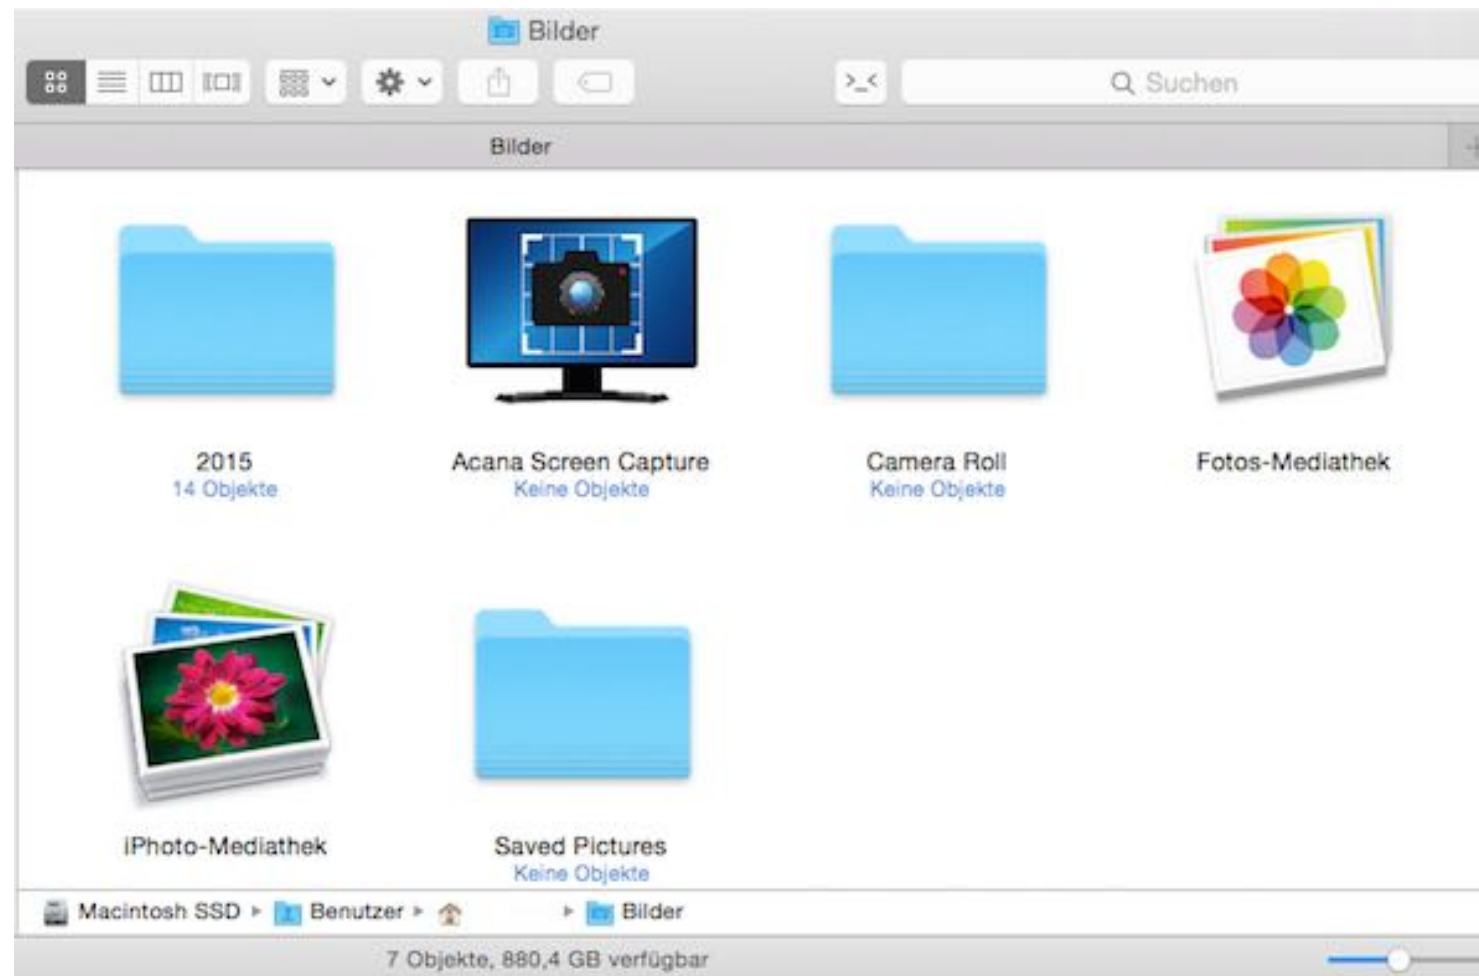 Bilder
>_<
Suchen
Bilder
2015
14 Objekte
Acana Screen Capture
Keine Objekte
Camera Roll
Keine Objekte
Fotos-Mediathek
iPhoto-Mediathek
Saved Pictures
Keine Objekte
Macintosh SSD ▸ Benutzer ▸ ▸ Bilder
7 Objekte, 880,4 GB verfügbar